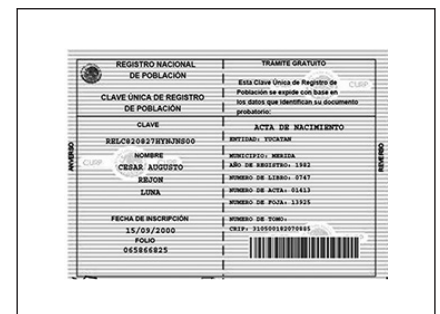 REGISTRO NACIONAL
DE POBLACIÓN
CLAVE ÚNICA DE REGISTRO
DE POBLACIÓN
CLAVE
RELC820827HYNJNS00
NOMBRE
CESAR AUGUSTO
REJON
LUNA
FECHA DE INSCRIPCIÓN
15/09/2000
FOLIO
065866825
ANVERSO
TRÁMITE GRATUITO
Esta Clave Única de Registro de
Población se expide con base en
los datos que identifican su documento
probatorio:
ACTA DE NACIMIENTO
ENTIDAD: YUCATAN
MUNICIPIO: MERIDA
AÑO DE REGISTRO: 1982
NUMERO DE LIBRO: 0747
NUMERO DE ACTA: 01413
NUMERO DE FOJA: 13925
NUMERO DE TOMO:
CRIP: 310500182070885
REVERSO
CURP
CURP